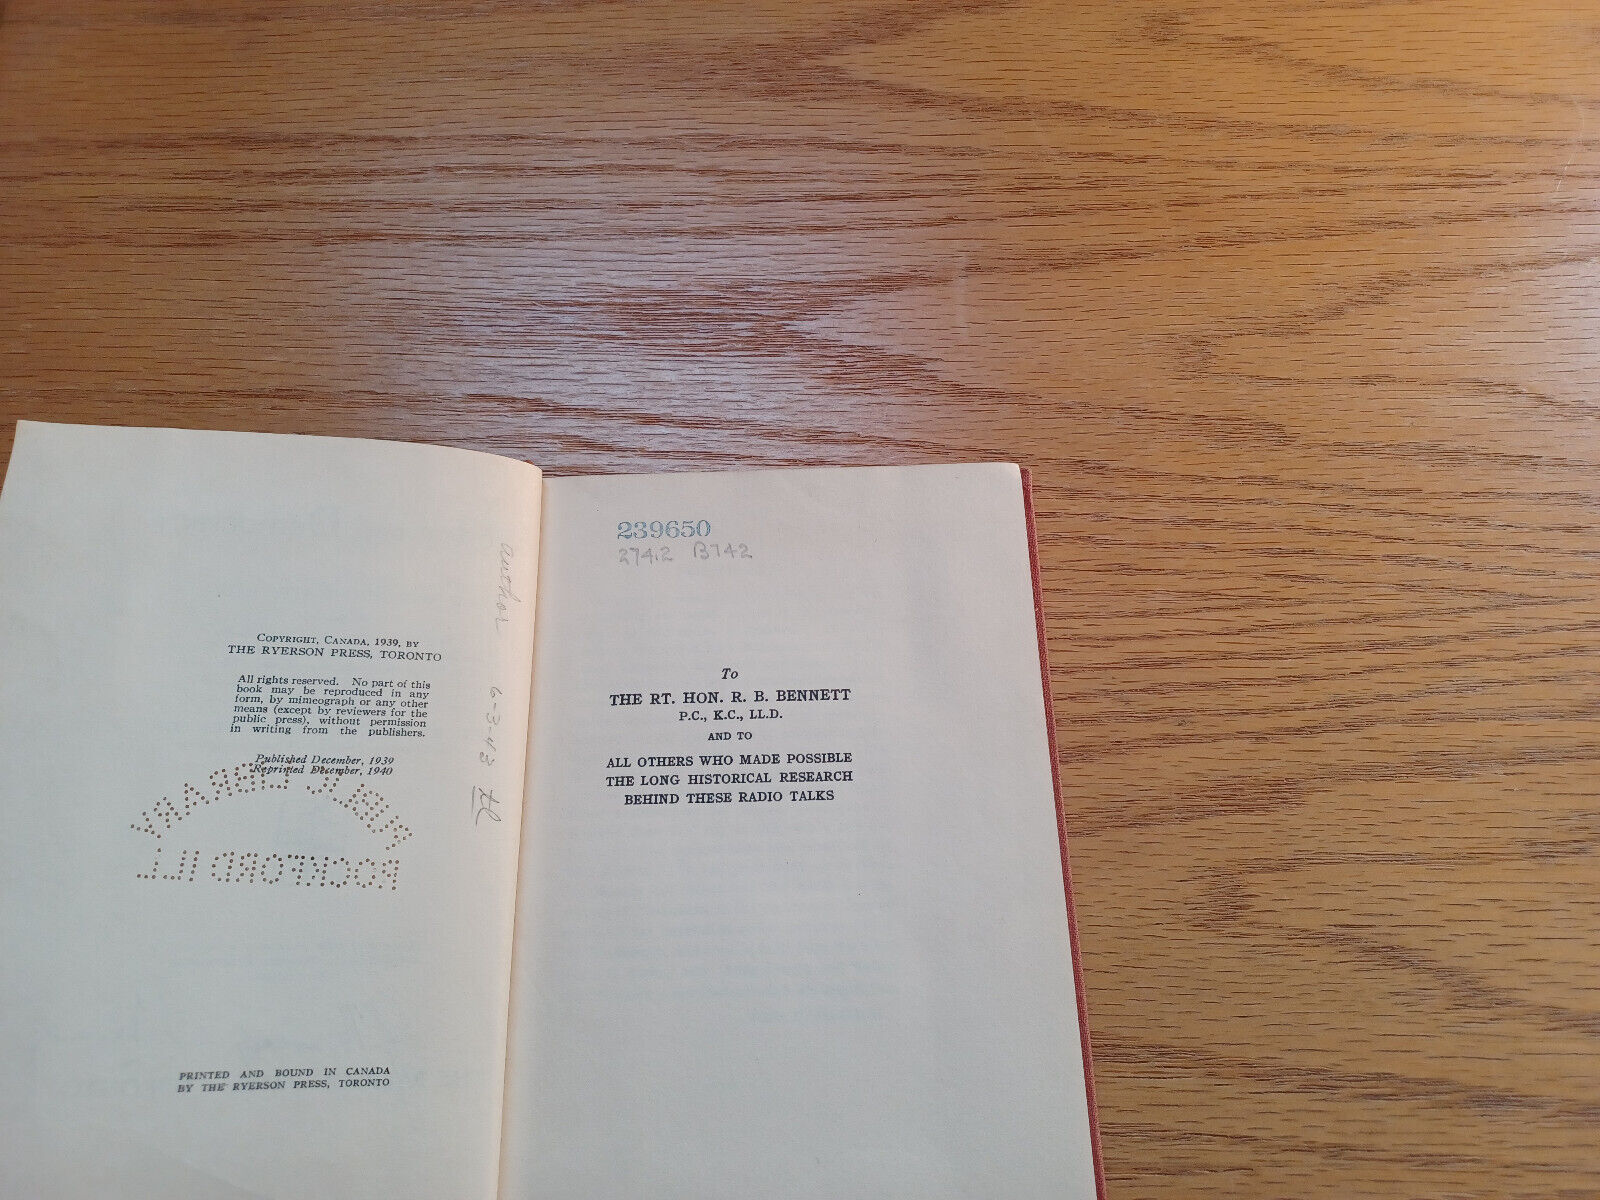 COPYRIGHT, CANADA, 1939, BY
THE RYERSON PRESS, TORONTO
All rights reserved. No part of this
book may be reproduced in any
form, by mimeograph or any other
means (except by reviewers for the
public press), without permission
in writing from the publishers.
Published December, 1939
Reprinted December, 1940
PUBLIC LIBRARY
ROCKFORD ILL
author 6-3-43
PRINTED AND BOUND IN CANADA
BY THE RYERSON PRESS, TORONTO
239650
274.2 B742
To
THE RT. HON. R. B. BENNETT
P.C., K.C., LL.D.
AND TO
ALL OTHERS WHO MADE POSSIBLE
THE LONG HISTORICAL RESEARCH
BEHIND THESE RADIO TALKS